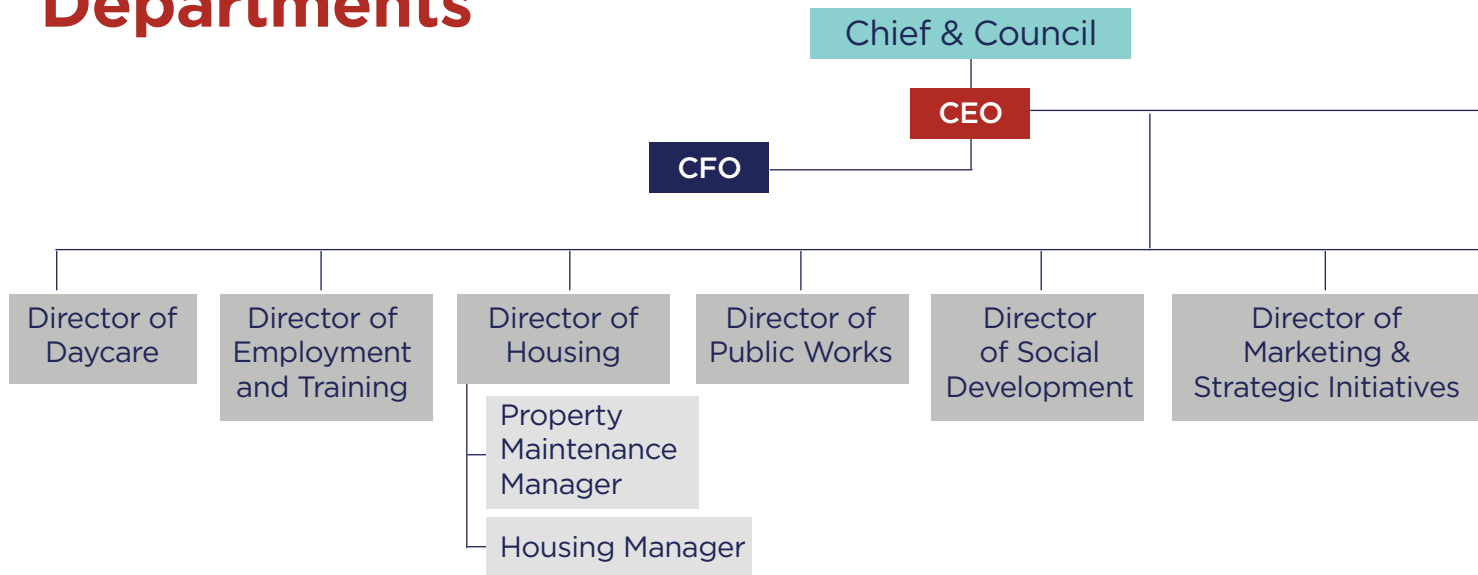 Departments
Chief & Council
CEO
CFO
Director of
Daycare
Director of
Employment
and Training
Director of
Housing
Director of
Public Works
Director
of Social
Development
Director of
Marketing &
Strategic Initiatives
Property
Maintenance
Manager
Housing Manager